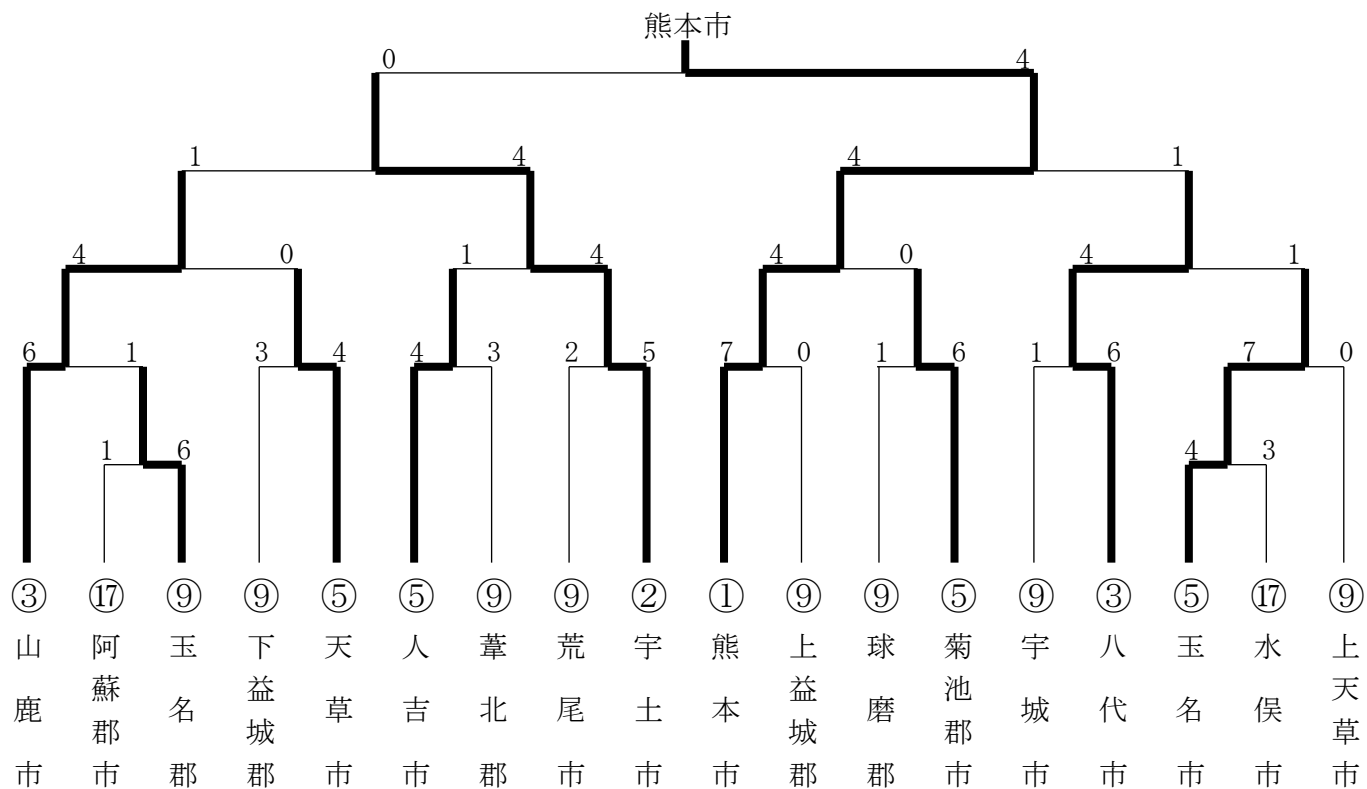 熊本市
0 4
1 4 4 1
4 0 1 4 4 0 4 1
6 1 3 4 4 3 2 5 7 0 1 6 1 6 7 0
1 6 4 3
③ ⑰ ⑨ ⑨ ⑤ ⑤ ⑨ ⑨ ② ① ⑨ ⑨ ⑤ ⑨ ③ ⑤ ⑰ ⑨
山鹿市
阿蘇郡市
玉名郡
下益城郡
天草市
人吉市
葦北郡
荒尾市
宇土市
熊本市
上益城郡
球磨郡
菊池郡市
宇城市
八代市
玉名市
水俣市
上天草市